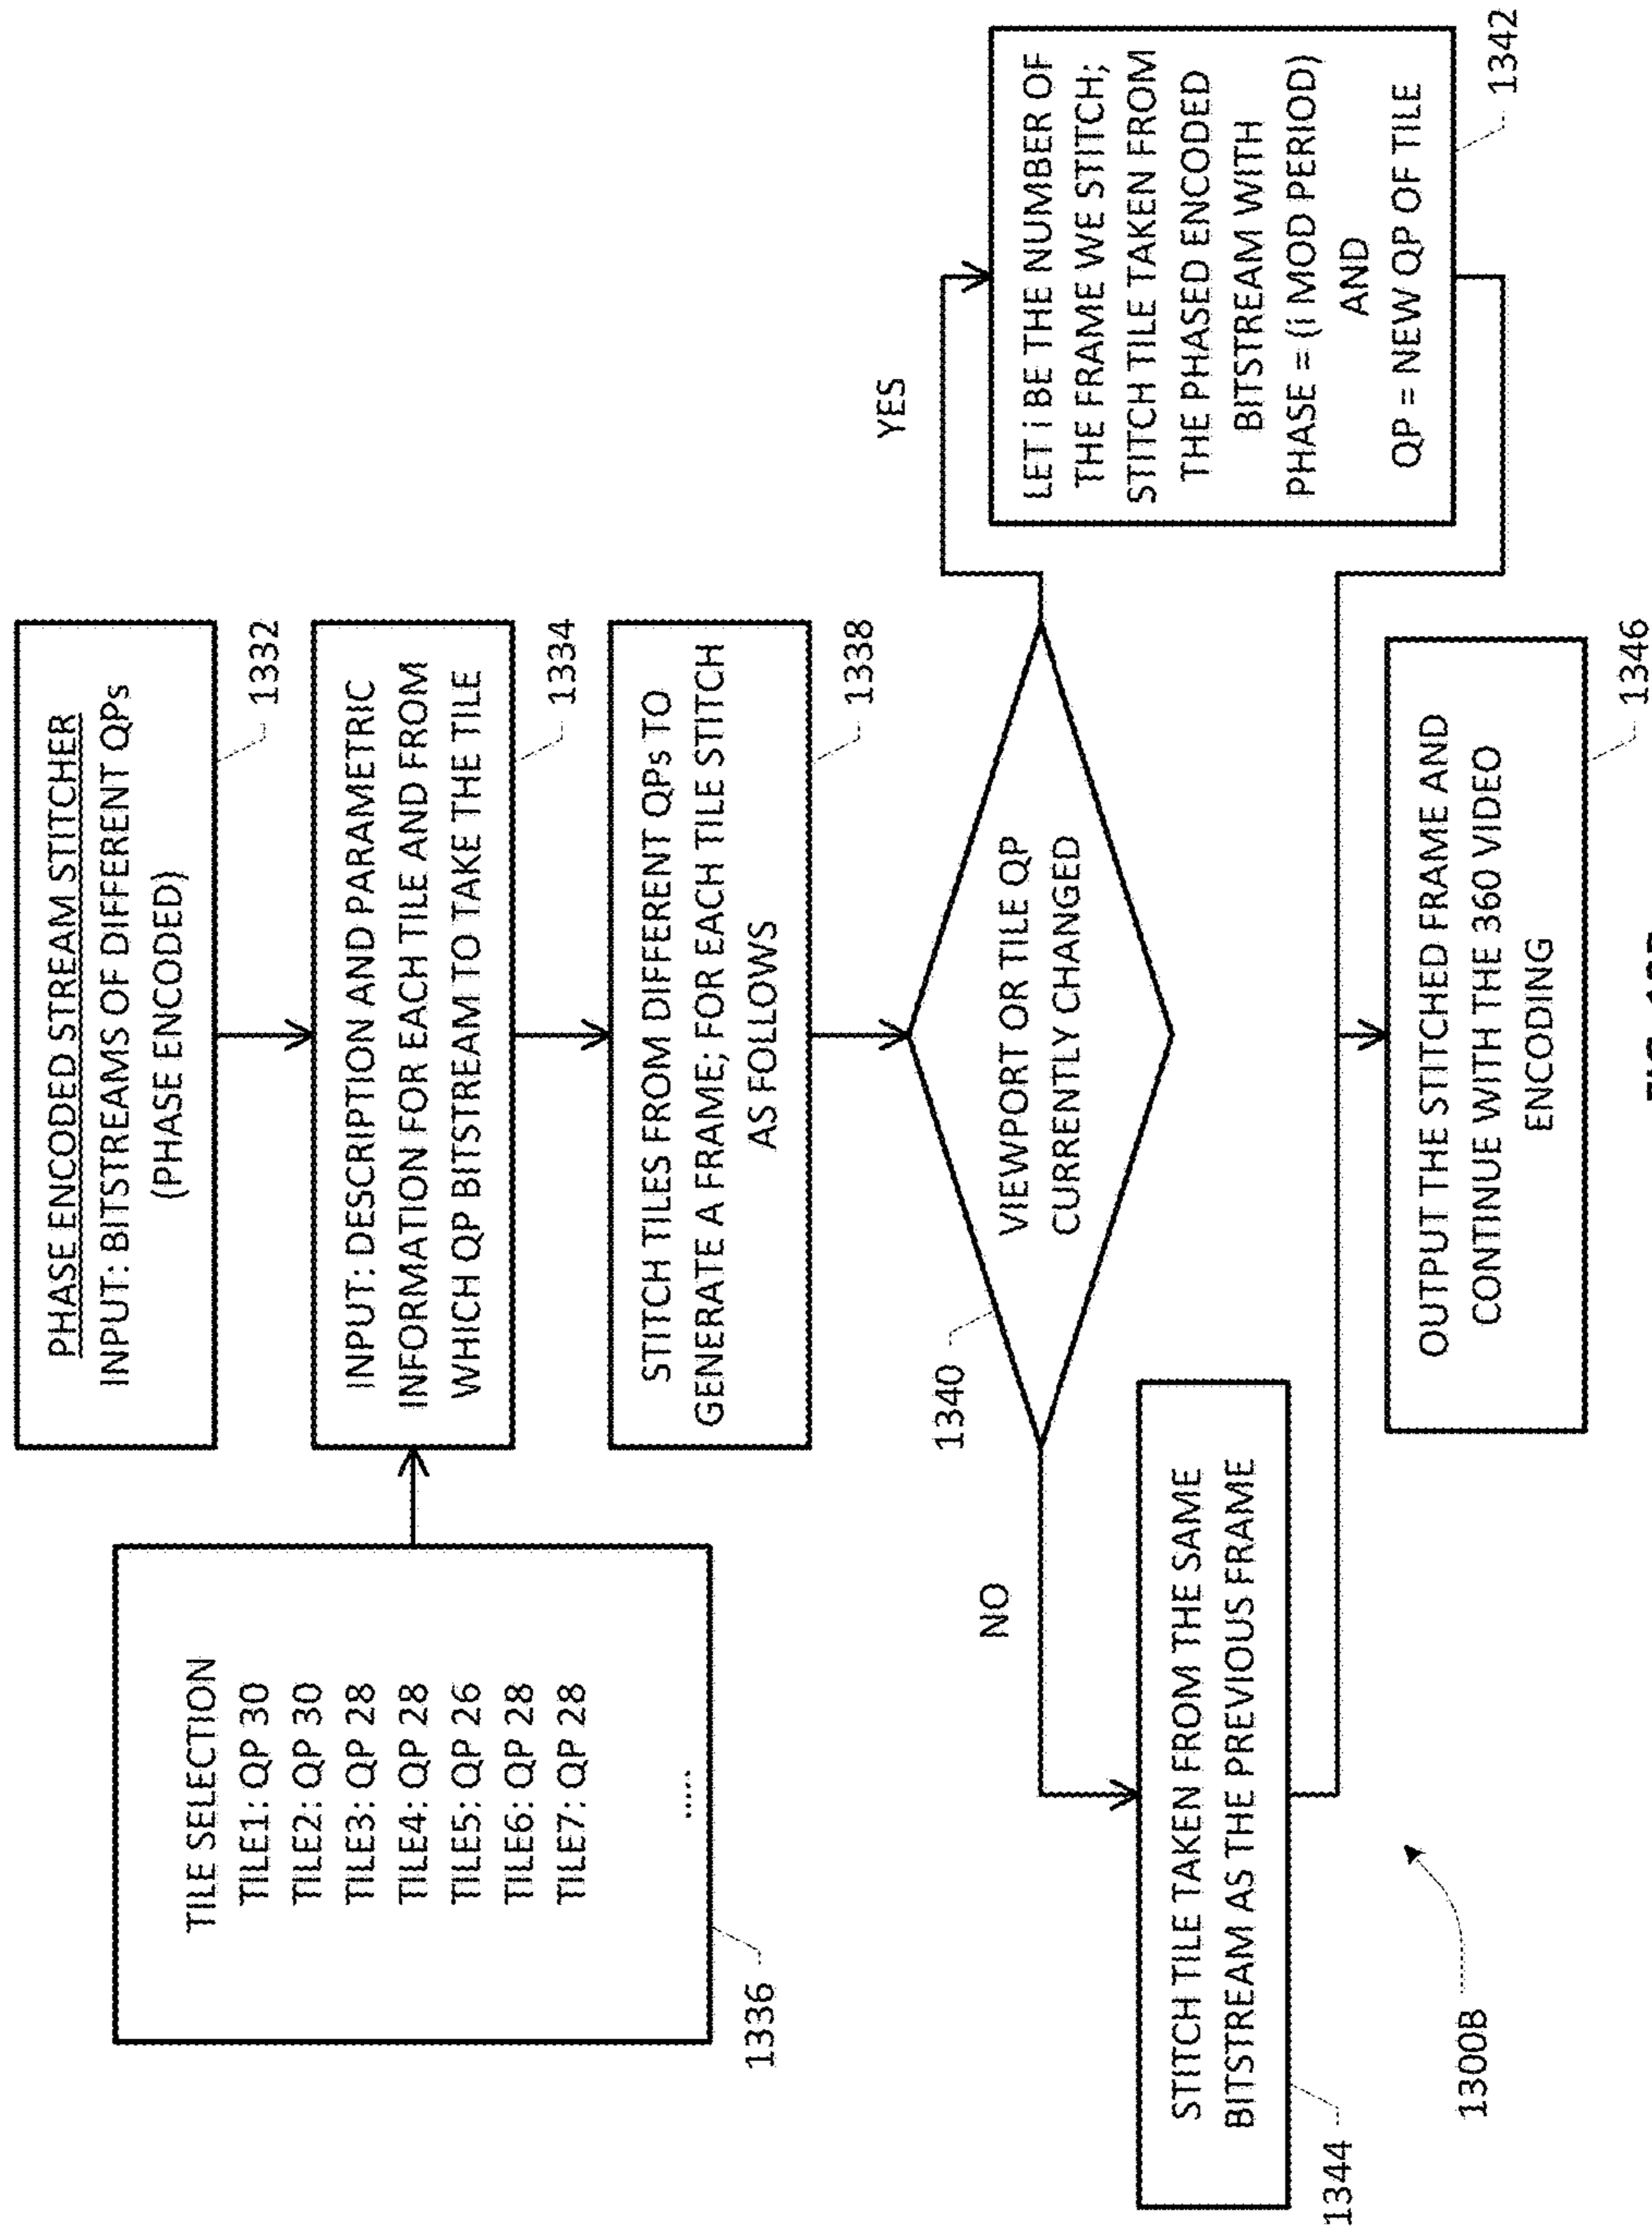 PHASE ENCODED STREAM STITCHER
INPUT: BITSTREAMS OF DIFFERENT QPs
(PHASE ENCODED)
1332
TILE SELECTION
TILE1: QP 30
TILE2: QP 30
TILE3: QP 28
TILE4: QP 28
TILE5: QP 26
TILE6: QP 28
TILE7: QP 28
.....
1336
INPUT: DESCRIPTION AND PARAMETRIC
INFORMATION FOR EACH TILE AND FROM
WHICH QP BITSTREAM TO TAKE THE TILE
1334
STITCH TILES FROM DIFFERENT QPs TO
GENERATE A FRAME; FOR EACH TILE STITCH
AS FOLLOWS
1338
1340
VIEWPORT OR TILE QP
CURRENTLY CHANGED
NO
YES
STITCH TILE TAKEN FROM THE SAME
BITSTREAM AS THE PREVIOUS FRAME
1344
LET i BE THE NUMBER OF
THE FRAME WE STITCH;
STITCH TILE TAKEN FROM
THE PHASED ENCODED
BITSTREAM WITH
PHASE = (i MOD PERIOD)
AND
QP = NEW QP OF TILE
1342
OUTPUT THE STITCHED FRAME AND
CONTINUE WITH THE 360 VIDEO
ENCODING
1346
1300B